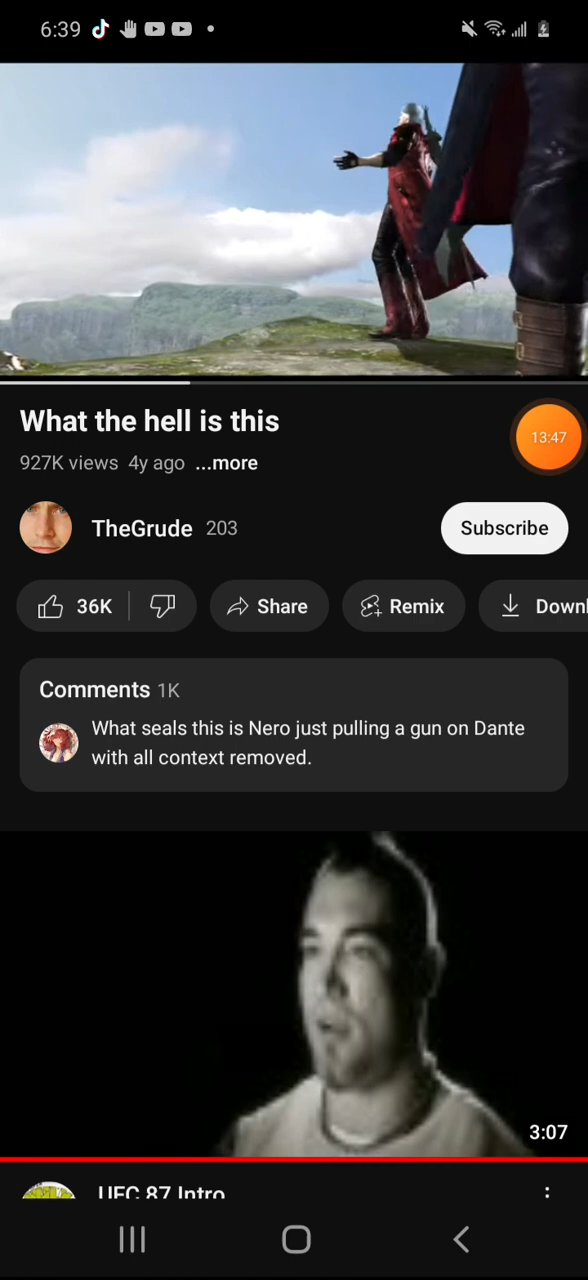 6:39
What the hell is this
13:47
927K views 4y ago ...more
TheGrude 203
Subscribe
36K
Share
Remix
Downl
Comments 1K
What seals this is Nero just pulling a gun on Dante
with all context removed.
3:07
UFC 87 Intro